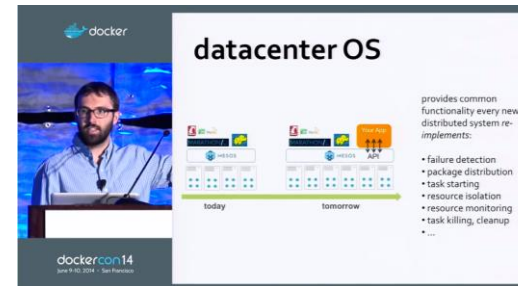 docker
datacenter OS
MARATHON
MESOS
today
MARATHON
Your App
MESOS
API
tomorrow
provides common
functionality every new
distributed system re-
implements:
• failure detection
• package distribution
• task starting
• resource isolation
• resource monitoring
• task killing, cleanup
• ...
dockercon14
June 9-10, 2014 - San Francisco